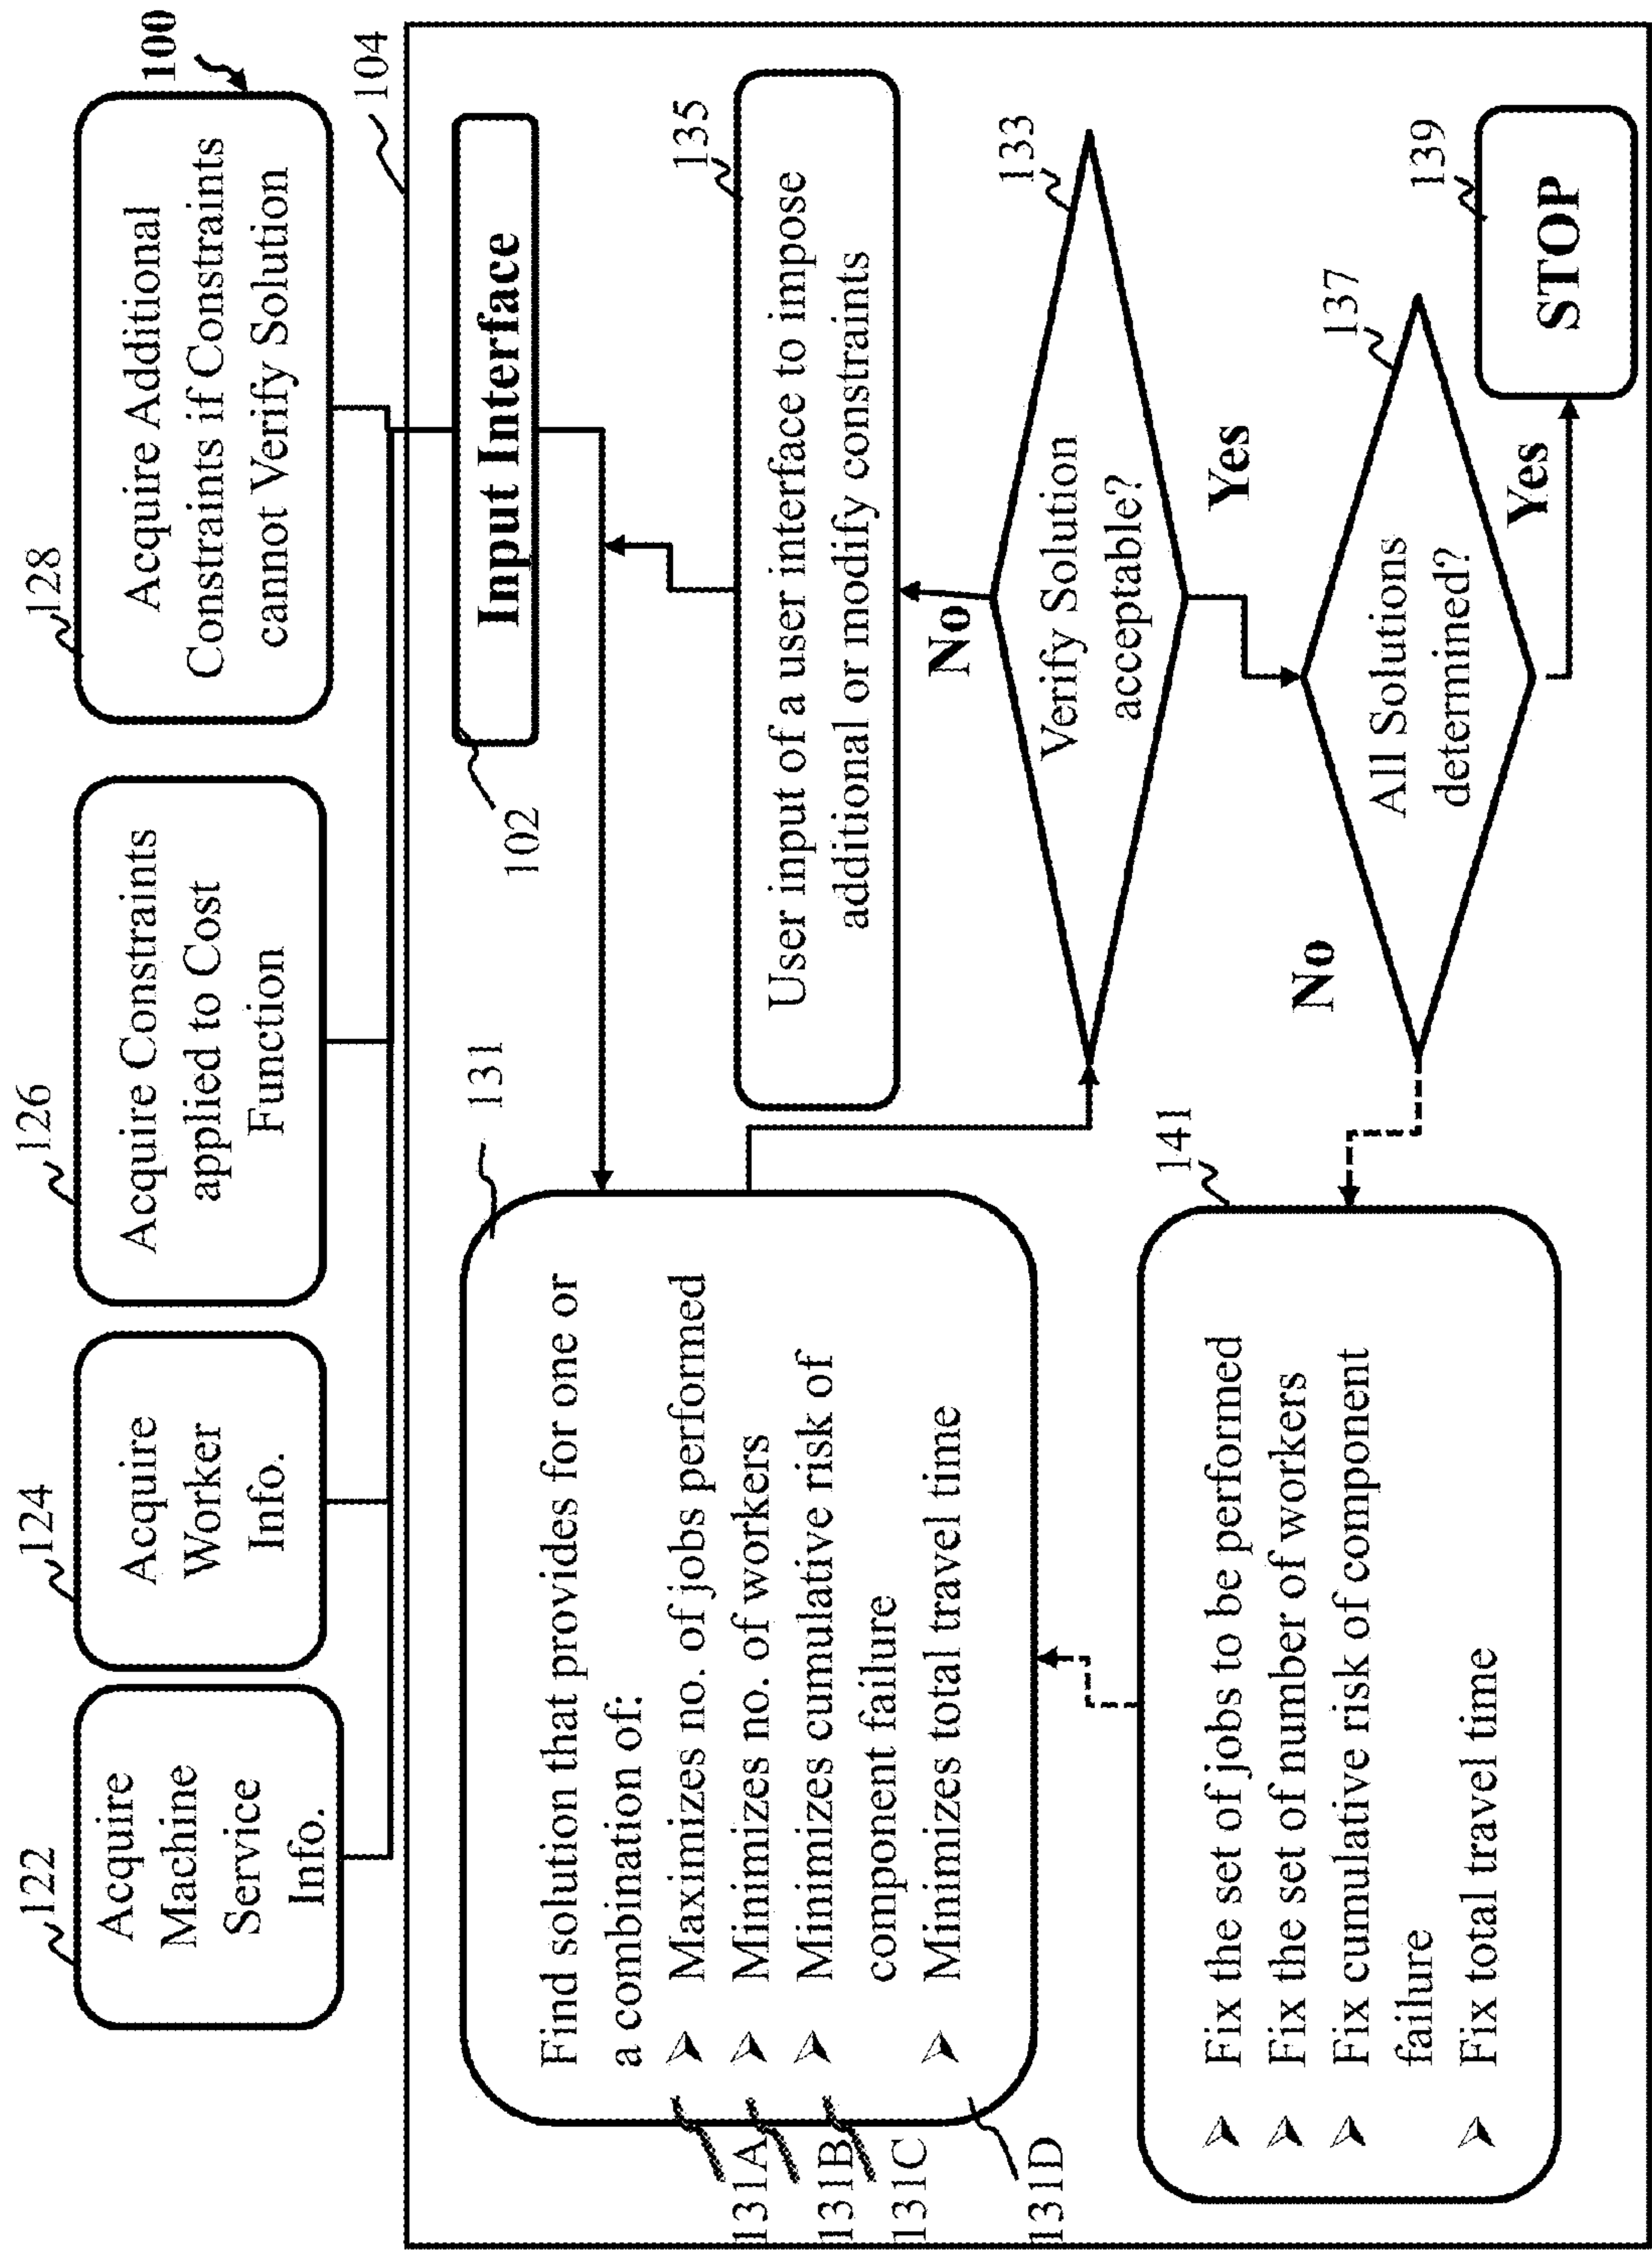 100
122
Acquire
Machine
Service
Info.
124
Acquire
Worker
Info.
126
Acquire Constraints
applied to Cost
Function
128
Acquire Additional
Constraints if Constraints
cannot Verify Solution
104
102
Input Interface
131
Find solution that provides for one or
a combination of:
➢ Maximizes no. of jobs performed
➢ Minimizes no. of workers
➢ Minimizes cumulative risk of
component failure
➢ Minimizes total travel time
131A
131B
131C
131D
135
User input of a user interface to impose
additional or modify constraints
No
133
Verify Solution
acceptable?
Yes
137
All Solutions
determined?
No
Yes
139
STOP
141
➢ Fix the set of jobs to be performed
➢ Fix the set of number of workers
➢ Fix cumulative risk of component
failure
➢ Fix total travel time